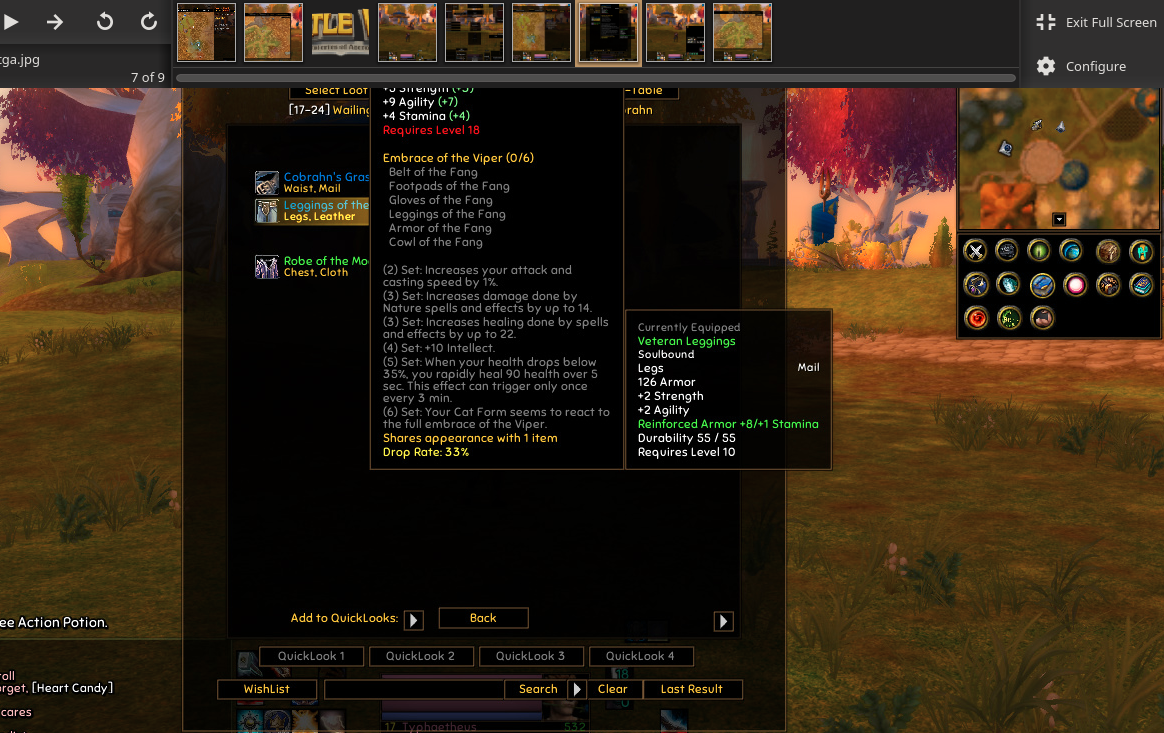 Exit Full Screen
ga.jpg
Configure
7 of 9
Select Loot
-Table
[17-24] Wailing
brahn
+9 Agility (+7)
+4 Stamina (+4)
Requires Level 18
Embrace of the Viper (0/6)
Belt of the Fang
Footpads of the Fang
Gloves of the Fang
Leggings of the Fang
Armor of the Fang
Cowl of the Fang
Cobrahn's Gras
Waist, Mail
Leggings of the
Legs, Leather
Robe of the Mo
Chest, Cloth
(2) Set: Increases your attack and
casting speed by 1%.
(3) Set: Increases damage done by
Nature spells and effects by up to 14.
(3) Set: Increases healing done by spells
and effects by up to 22.
(4) Set: +10 Intellect.
(5) Set: When your health drops below
35%, you rapidly heal 90 health over 5
sec. This effect can trigger only once
every 3 min.
(6) Set: Your Cat Form seems to react to
the full embrace of the Viper.
Shares appearance with 1 item
Drop Rate: 33%
Currently Equipped
Veteran Leggings
Soulbound
Legs Mail
126 Armor
+2 Strength
+2 Agility
Reinforced Armor +8/+1 Stamina
Durability 55 / 55
Requires Level 10
Add to QuickLooks:
Back
ee Action Potion.
QuickLook 1
QuickLook 2
QuickLook 3
QuickLook 4
roll
rget, [Heart Candy]
cares
WishList
Search
Clear
Last Result
17 Typhaetheus
532